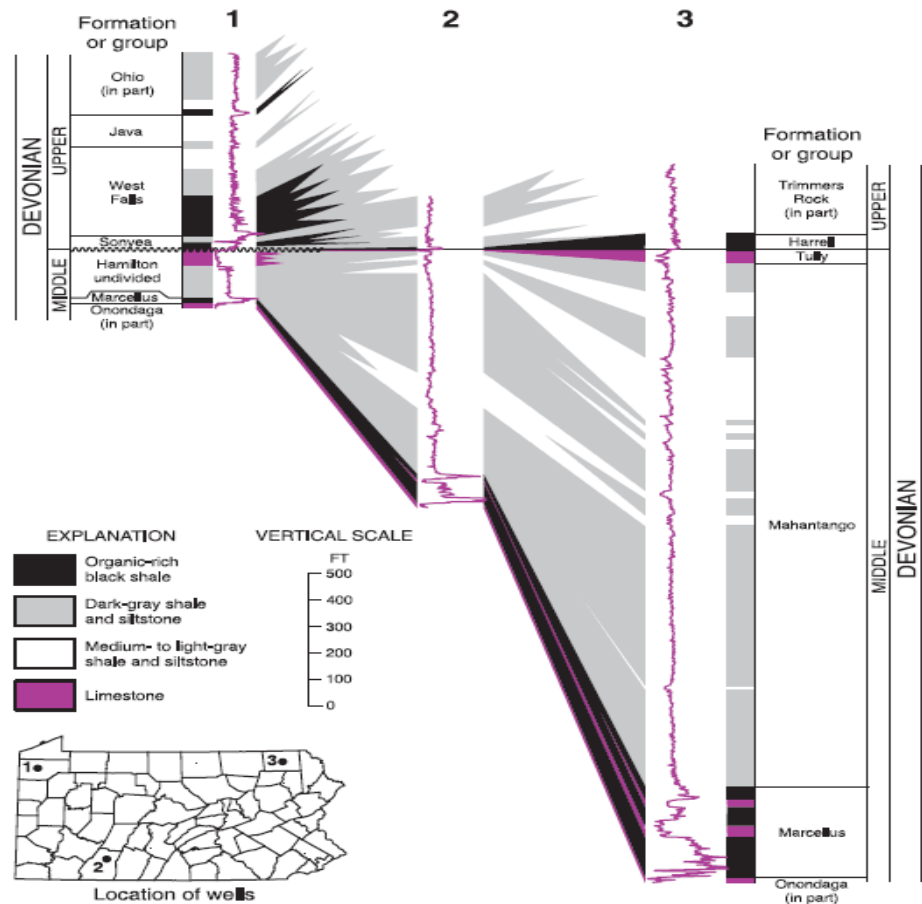 1
2
3
Formation
or group
DEVONIAN
UPPER
MIDDLE
Ohio
(in part)
Java
West
Falls
Sonyea
Hamilton
undivided
Marcellus
Onondaga
(in part)
Formation
or group
Trimmers
Rock
(in part)
Harrell
Tully
Mahantango
Marcellus
Onondaga
(in part)
UPPER
MIDDLE
DEVONIAN
EXPLANATION
Organic-rich
black shale
Dark-gray shale
and siltstone
Medium- to light-gray
shale and siltstone
Limestone
VERTICAL SCALE
FT
500
400
300
200
100
0
1
3
2
Location of wells